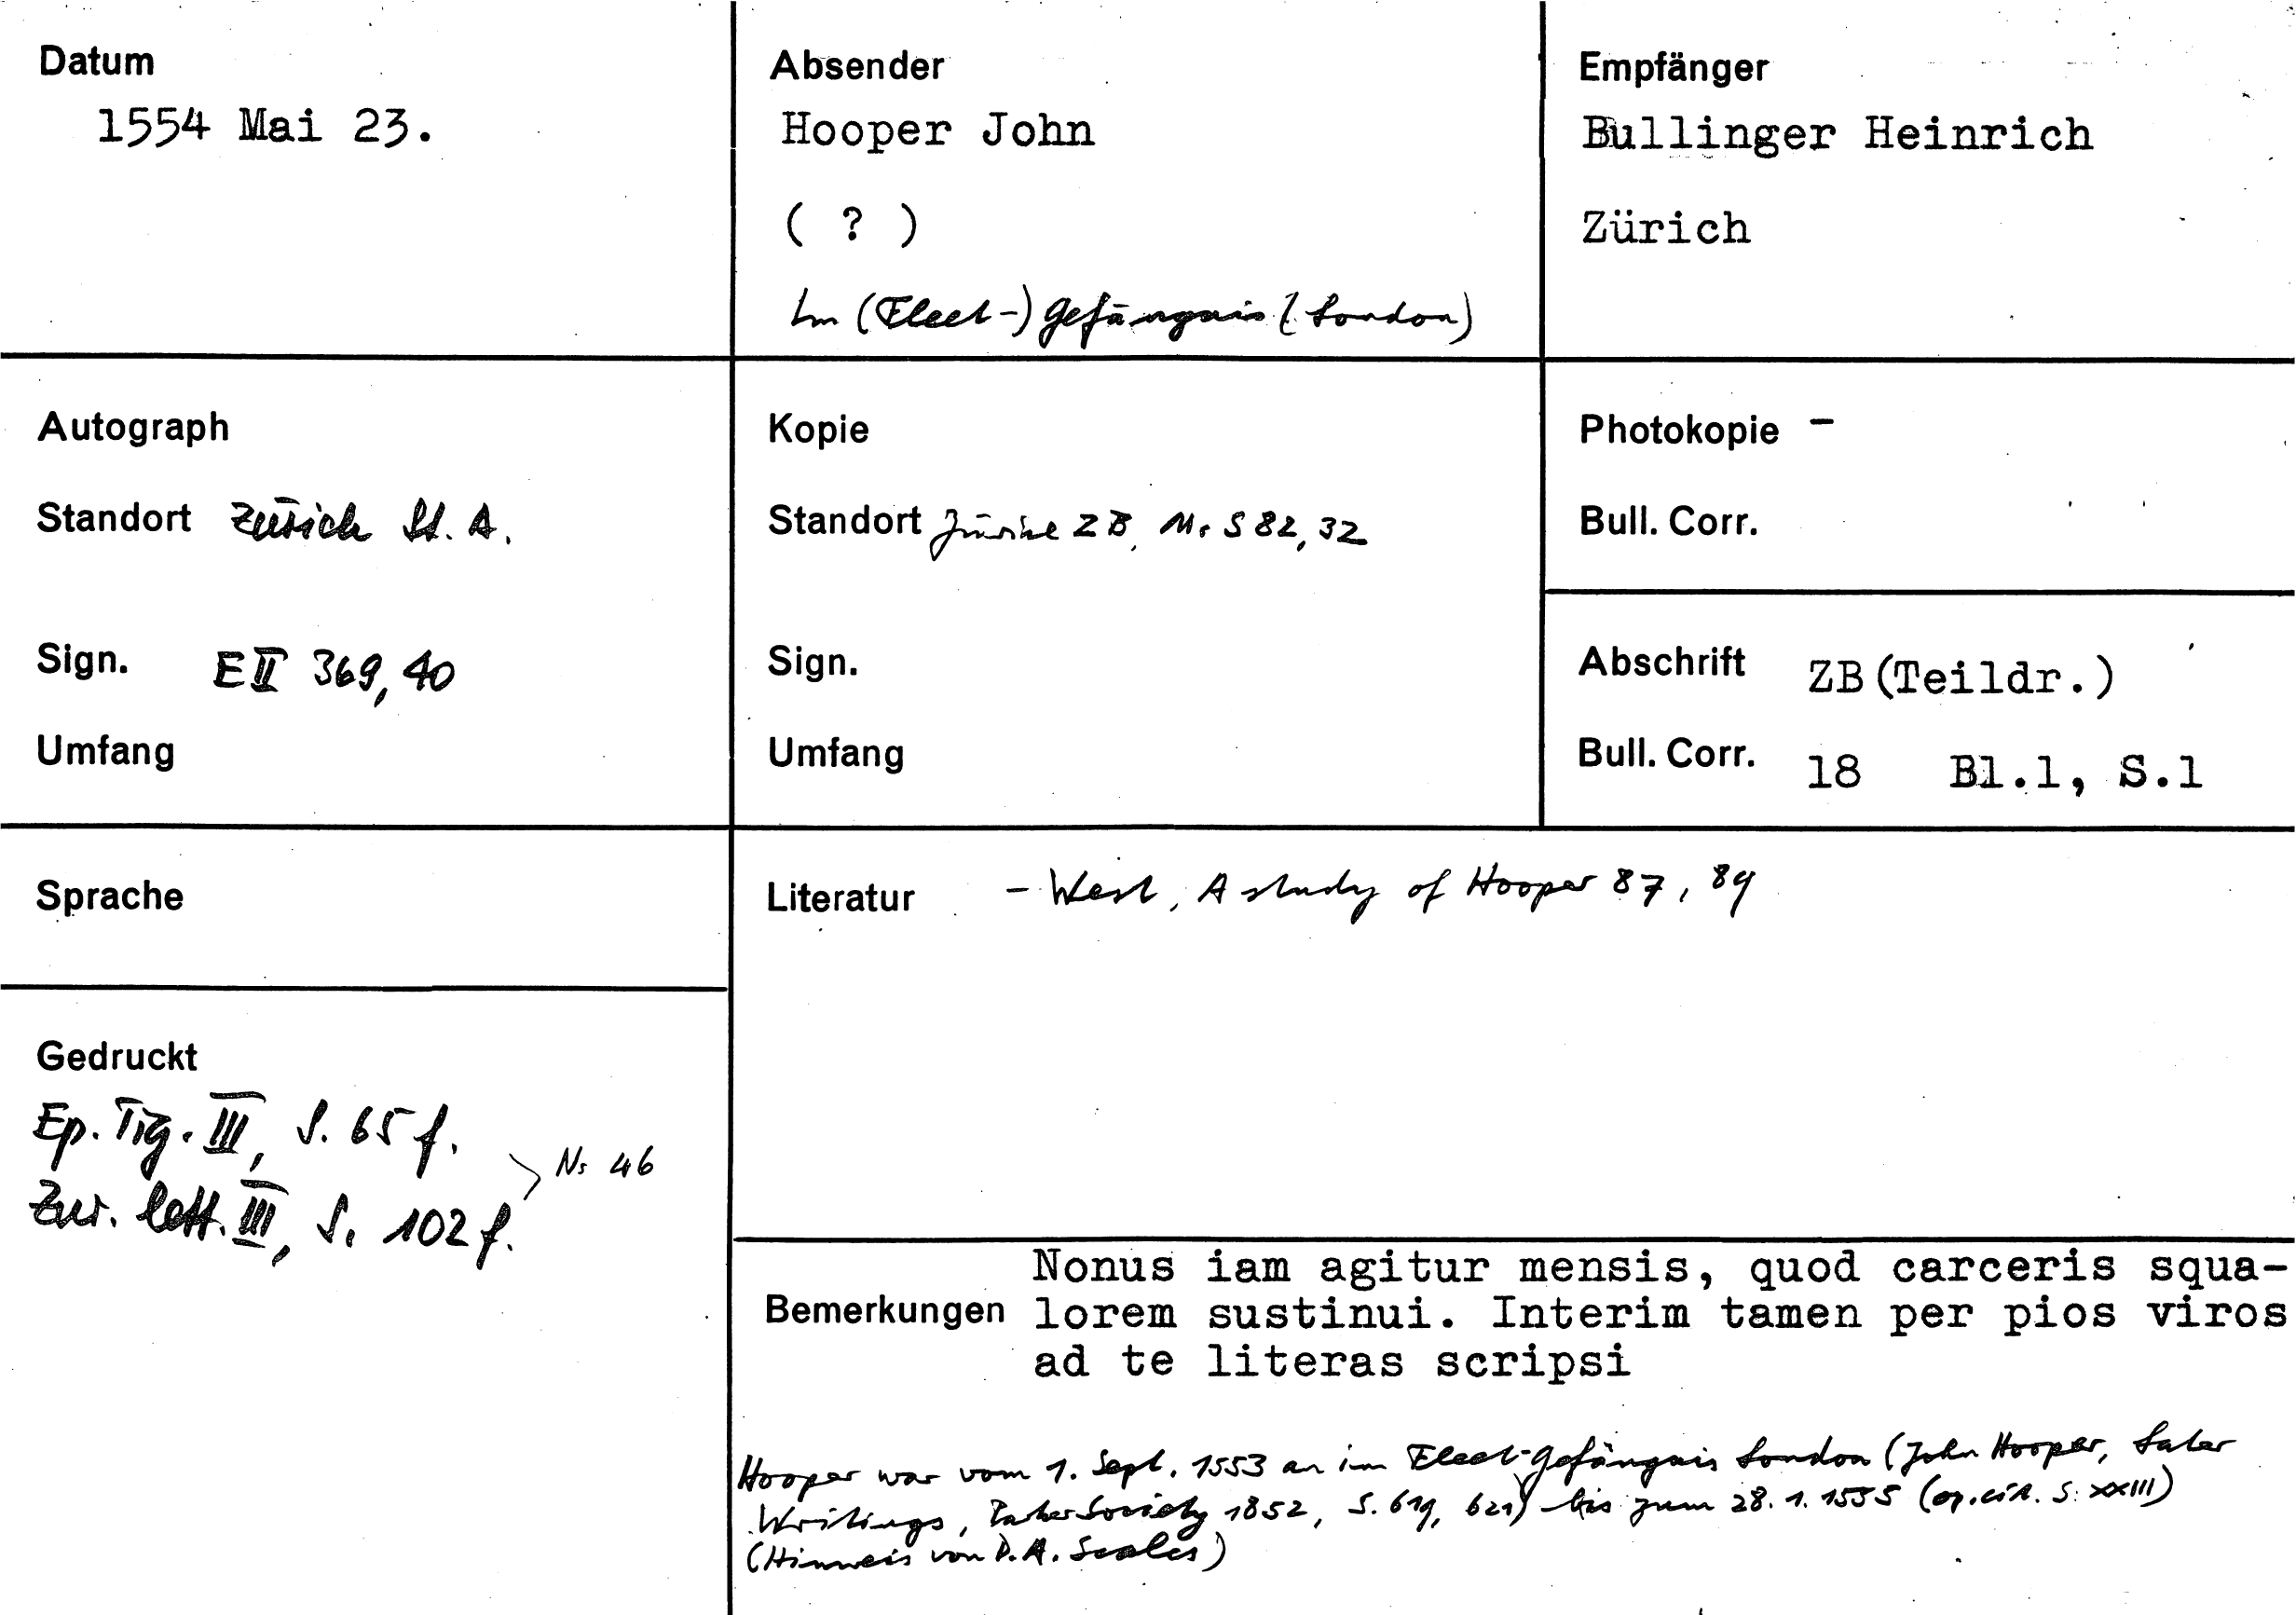 Datum
1554 Mai 23.
Absender
Hooper John
( ? )
Im (Fleet-) Gefängnis (London)
Empfänger
Bullinger Heinrich
Zürich
Autograph
Standort Zürich St. A.
Sign. E II 369, 40
Umfang
Kopie
Standort Zürich ZB, Ms S 82, 32
Sign.
Umfang
Photokopie -
Bull. Corr.
Abschrift ZB (Teildr.)
Bull. Corr. 18 Bl.1, S.1
Sprache
Literatur - West, A study of Hooper 87, 89
Gedruckt
Ep. Tig. III, S. 65 f.
Zur. lett. III, S. 102 f.
Nr 46
Nonus iam agitur mensis, quod carceris squa-
Bemerkungen lorem sustinui. Interim tamen per pios viros
ad te literas scripsi
Hooper war vom 1. Sept. 1553 an im Fleet-Gefängnis London (John Hooper, Later
Writings, Parker Society 1852, S. 619, 621) bis zum 28. 1. 1555 (op. cit. S. XXIII)
(Hinweis von D. A. Scales)